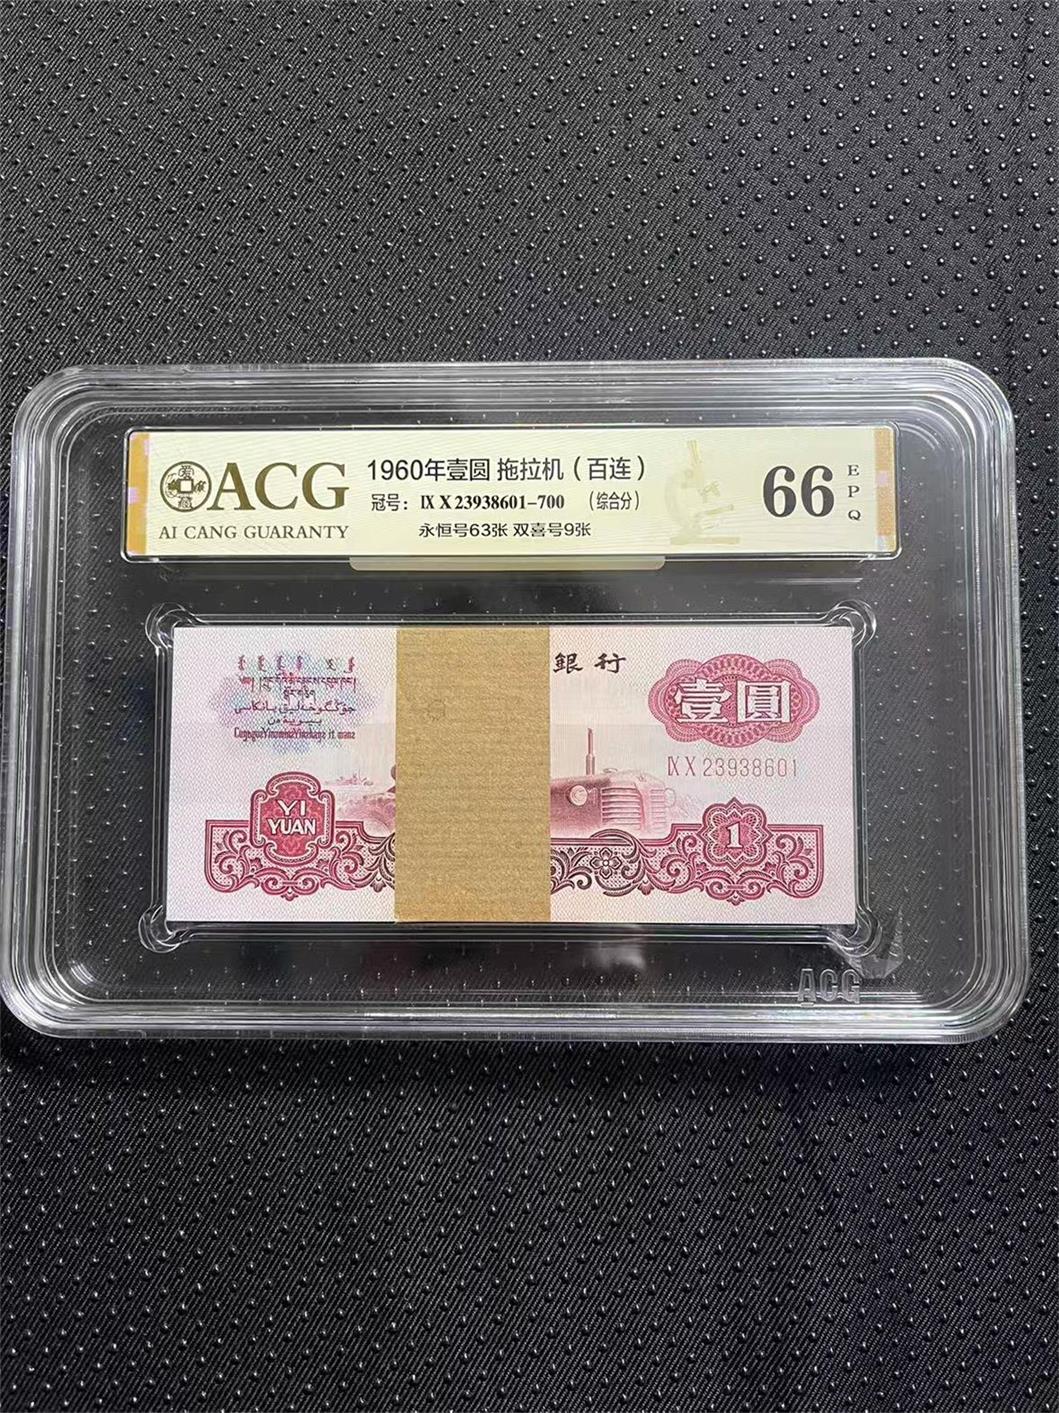 ACG
AI CANG GUARANTY
1960年壹圆 拖拉机（百连）
冠号：Ⅸ Ⅹ 23938601-700 （综合分）
永恒号63张 双喜号9张
66
EPQ
銀行
壹圓
Ⅸ Ⅹ 23938601
YI
YUAN
1
ACG